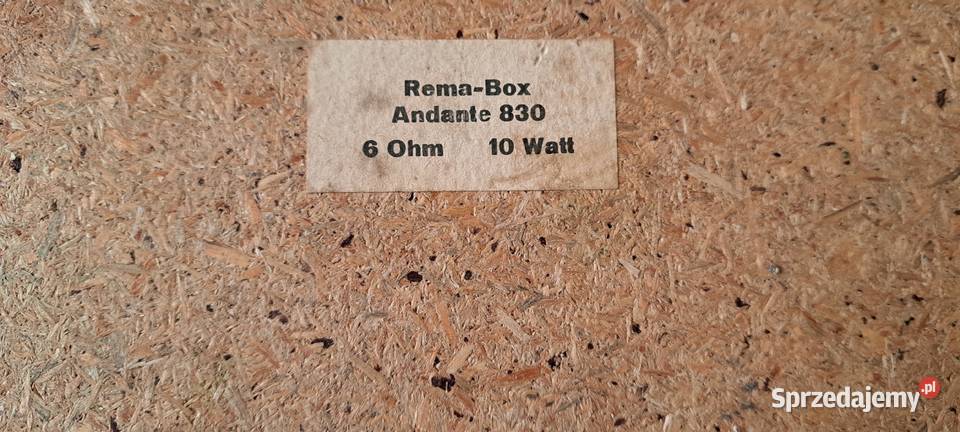 Rema-Box
Andante 830
6 Ohm 10 Watt
Sprzedajemy.pl